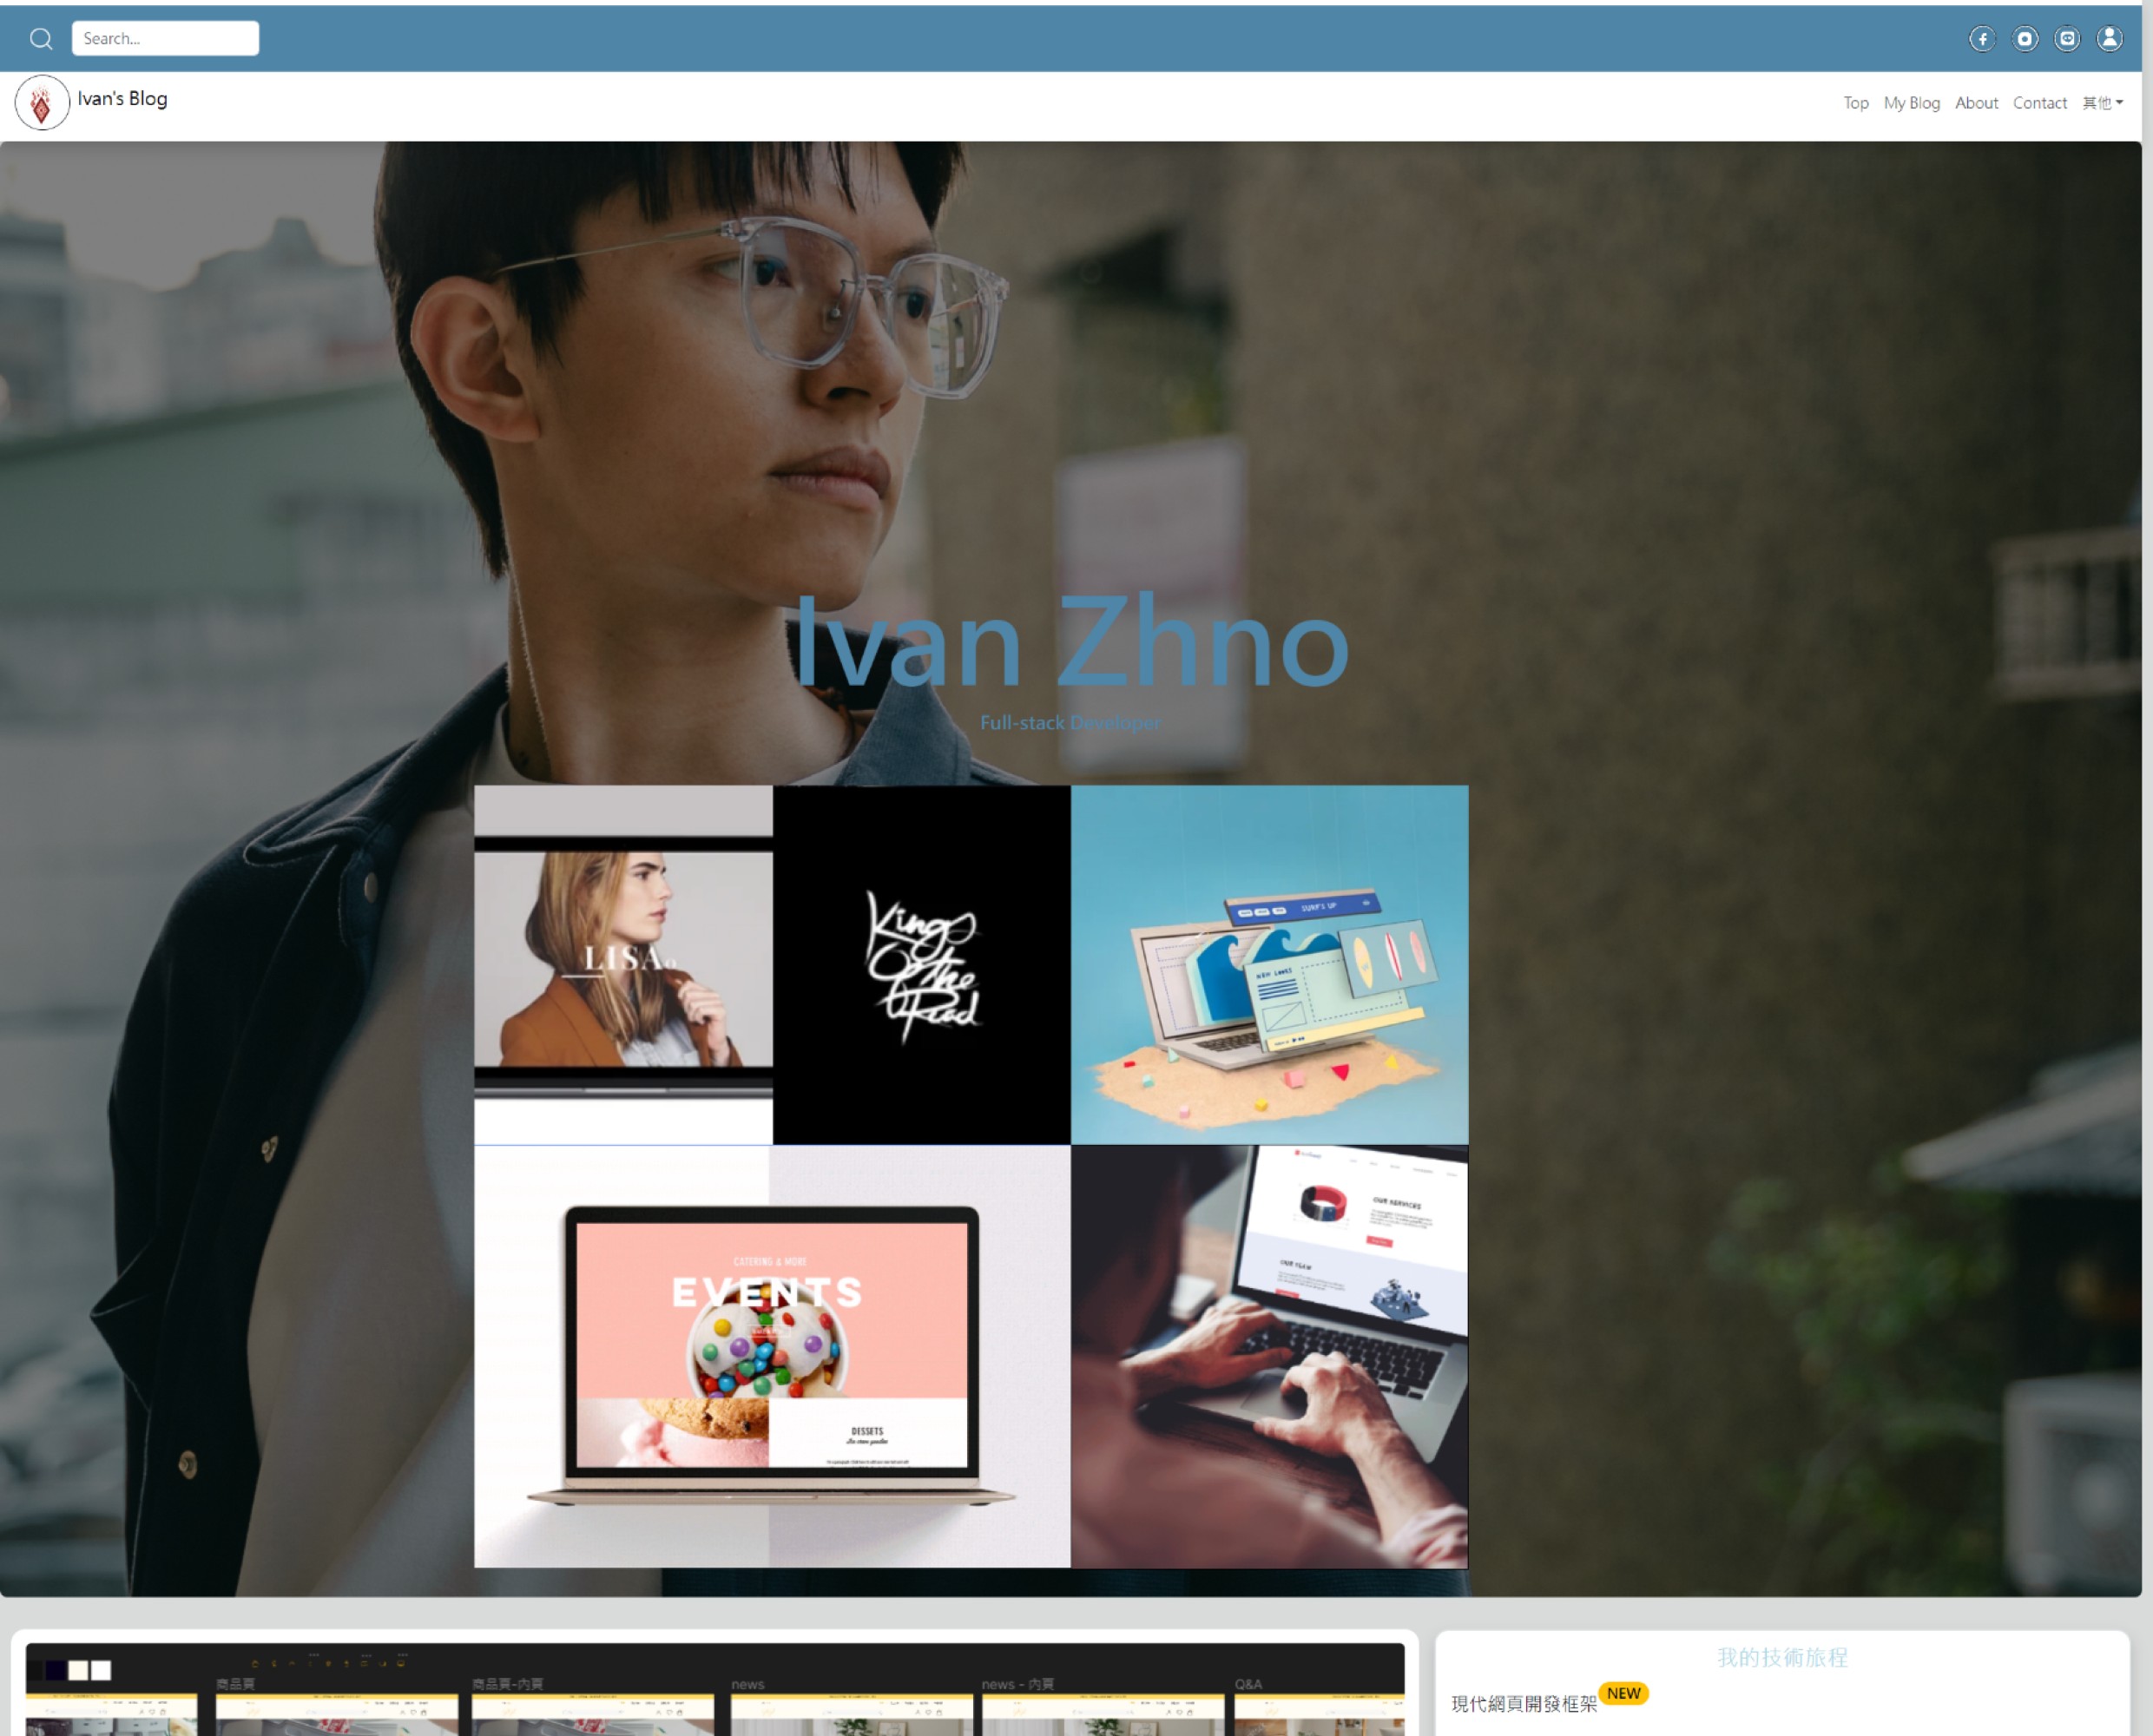 Search...
Ivan's Blog
Top My Blog About Contact 其他
Ivan Zhno
Full-stack Developer
LISA
Kings
Of the
Road
SURF'S UP
NEW LOOKS
CATERING & MORE
EVENTS
DESSETS
OUR SERVICES
OUR TEAM
商品頁 商品頁-內頁 news news - 內頁 Q&A
我的技術旅程
現代網頁開發框架 NEW